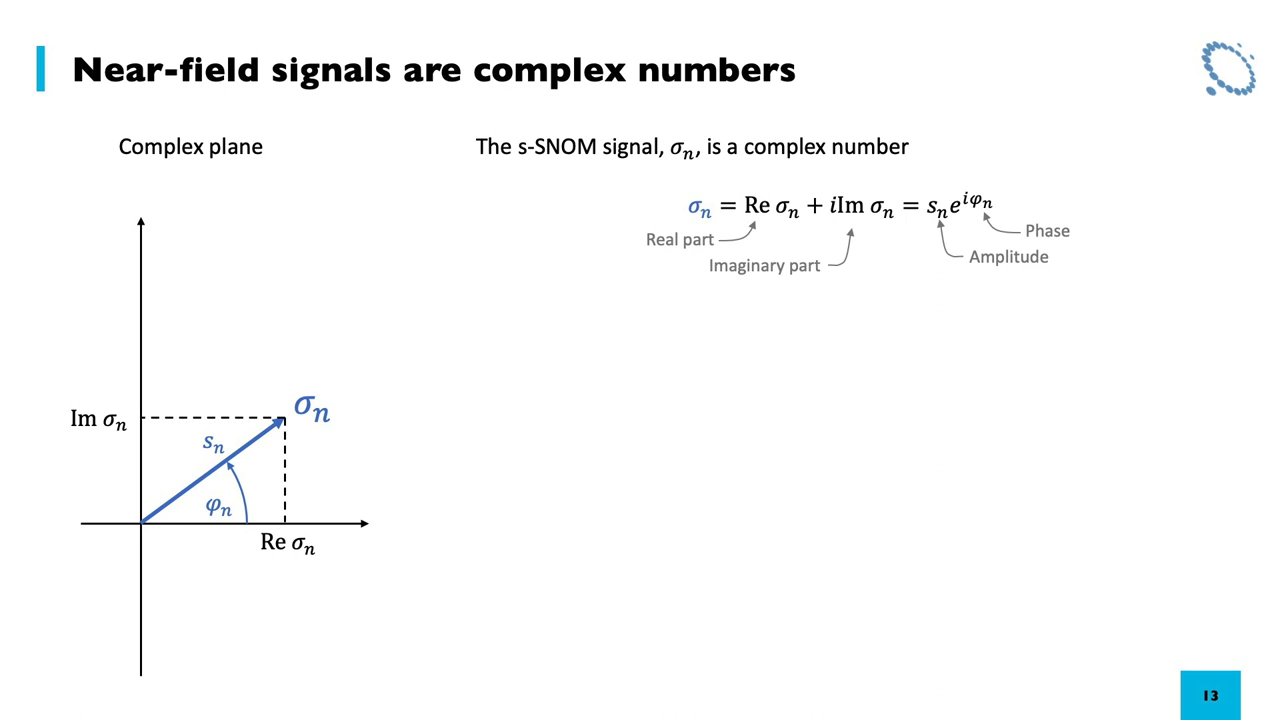 Near-field signals are complex numbers
Complex plane
The s-SNOM signal, σₙ, is a complex number
σₙ = Re σₙ + iIm σₙ = sₙe^{iφₙ}
Real part
Imaginary part
Amplitude
Phase
Im σₙ
σₙ
sₙ
φₙ
Re σₙ
13